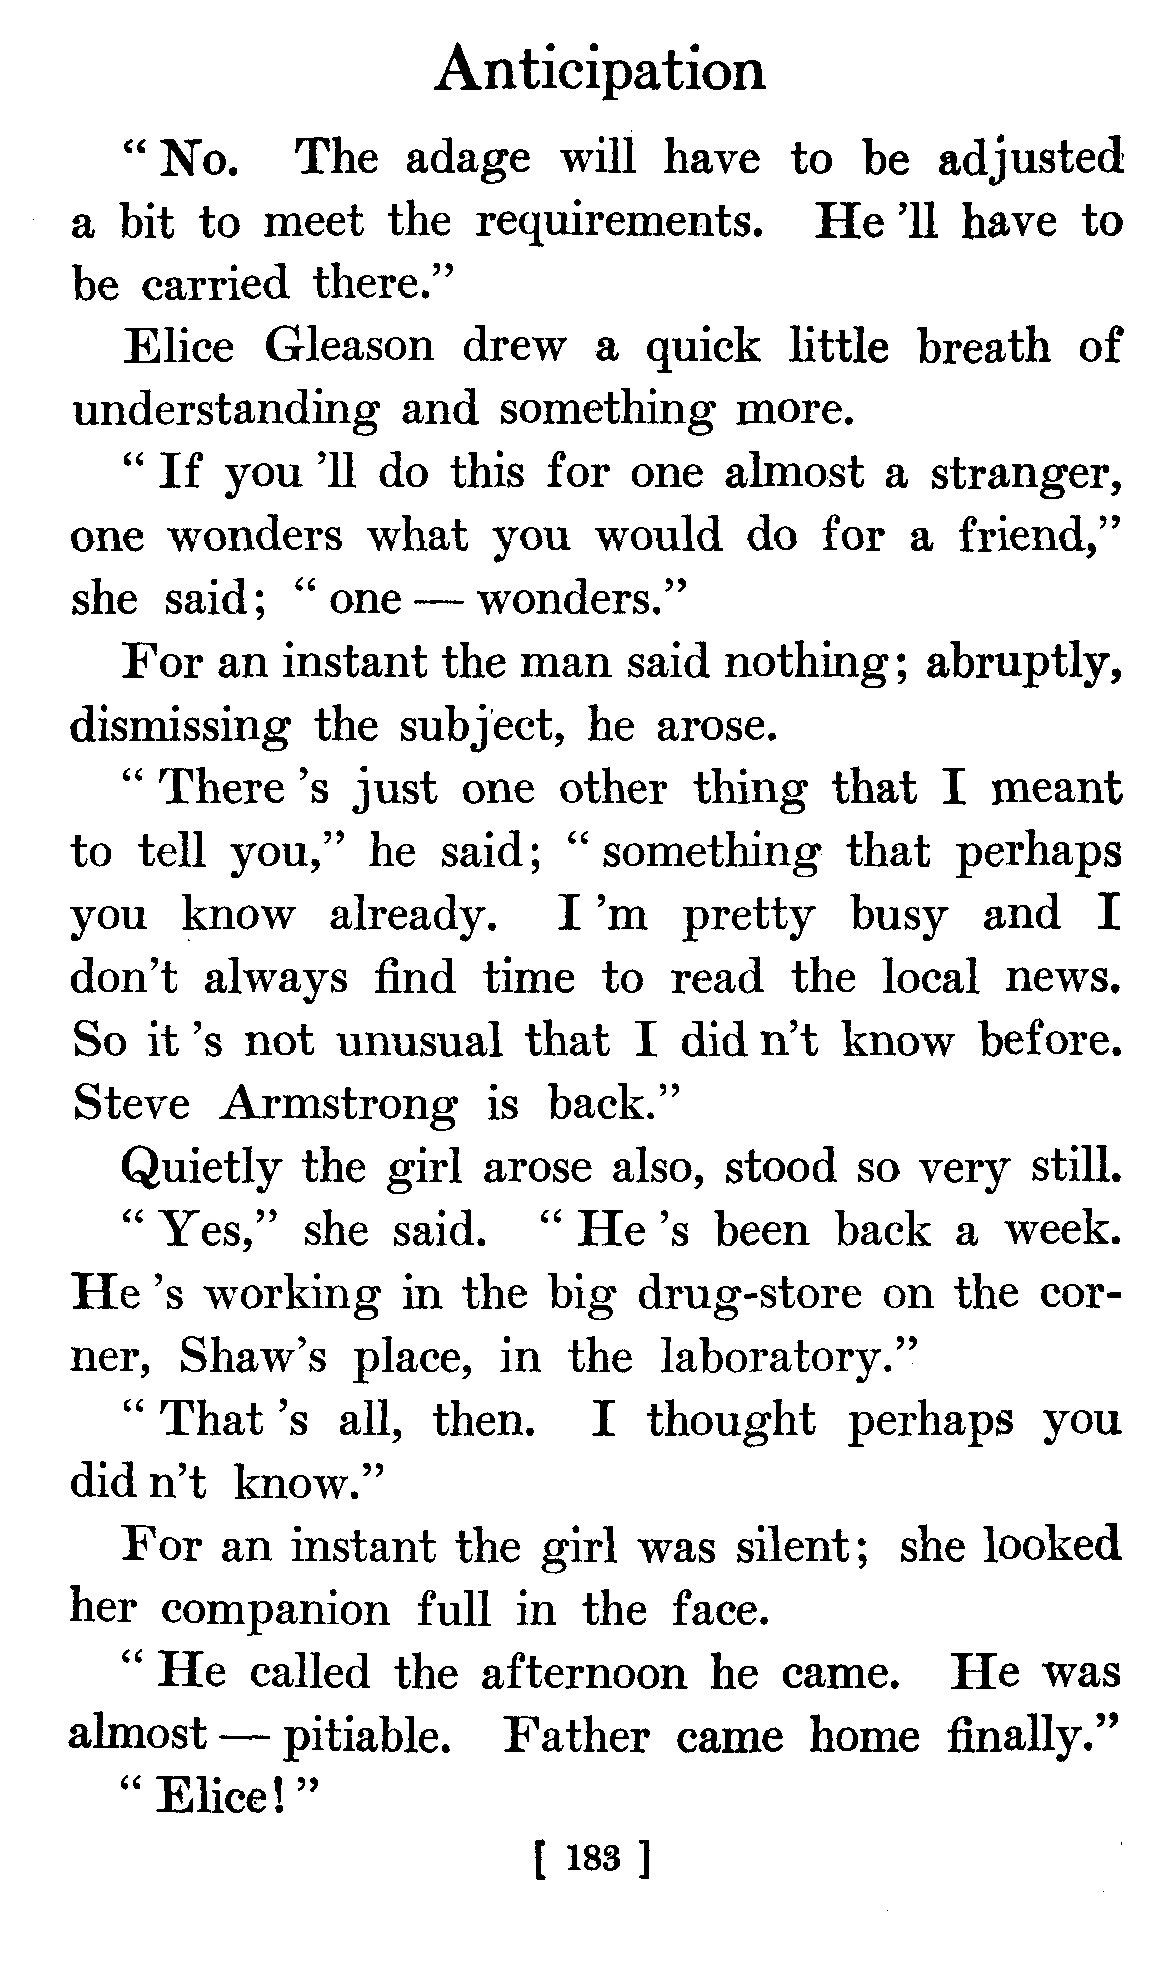 Anticipation
“ No. The adage will have to be adjusted
a bit to meet the requirements. He ’ll have to
be carried there.”
Elice Gleason drew a quick little breath of
understanding and something more.
“ If you ’ll do this for one almost a stranger,
one wonders what you would do for a friend,”
she said; “ one — wonders.”
For an instant the man said nothing; abruptly,
dismissing the subject, he arose.
“ There ’s just one other thing that I meant
to tell you,” he said; “ something that perhaps
you know already. I ’m pretty busy and I
don’t always find time to read the local news.
So it ’s not unusual that I did n’t know before.
Steve Armstrong is back.”
Quietly the girl arose also, stood so very still.
“ Yes,” she said. “ He ’s been back a week.
He ’s working in the big drug-store on the cor-
ner, Shaw’s place, in the laboratory.”
“ That ’s all, then. I thought perhaps you
did n’t know.”
For an instant the girl was silent; she looked
her companion full in the face.
“ He called the afternoon he came. He was
almost — pitiable. Father came home finally.”
“ Elice! ”
[ 183 ]